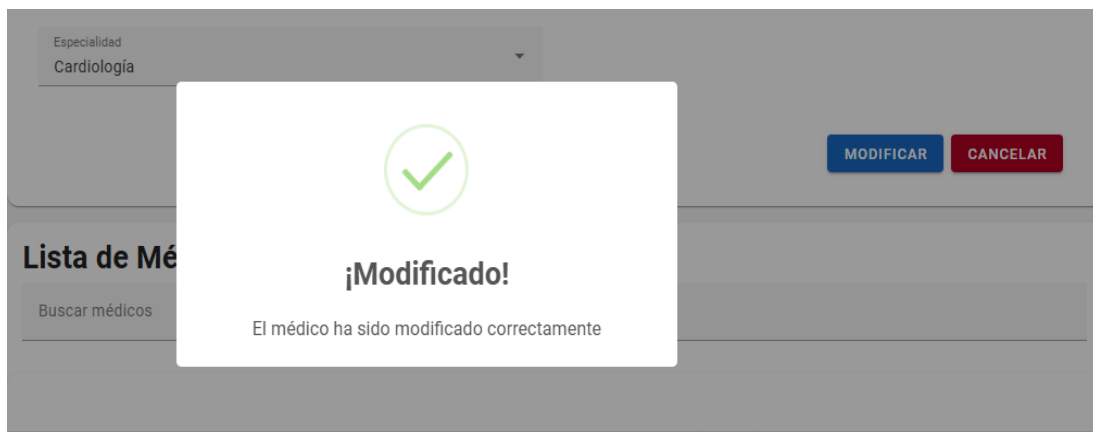 Especialidad
Cardiología
MODIFICAR
CANCELAR
Lista de Mé
¡Modificado!
Buscar médicos
El médico ha sido modificado correctamente